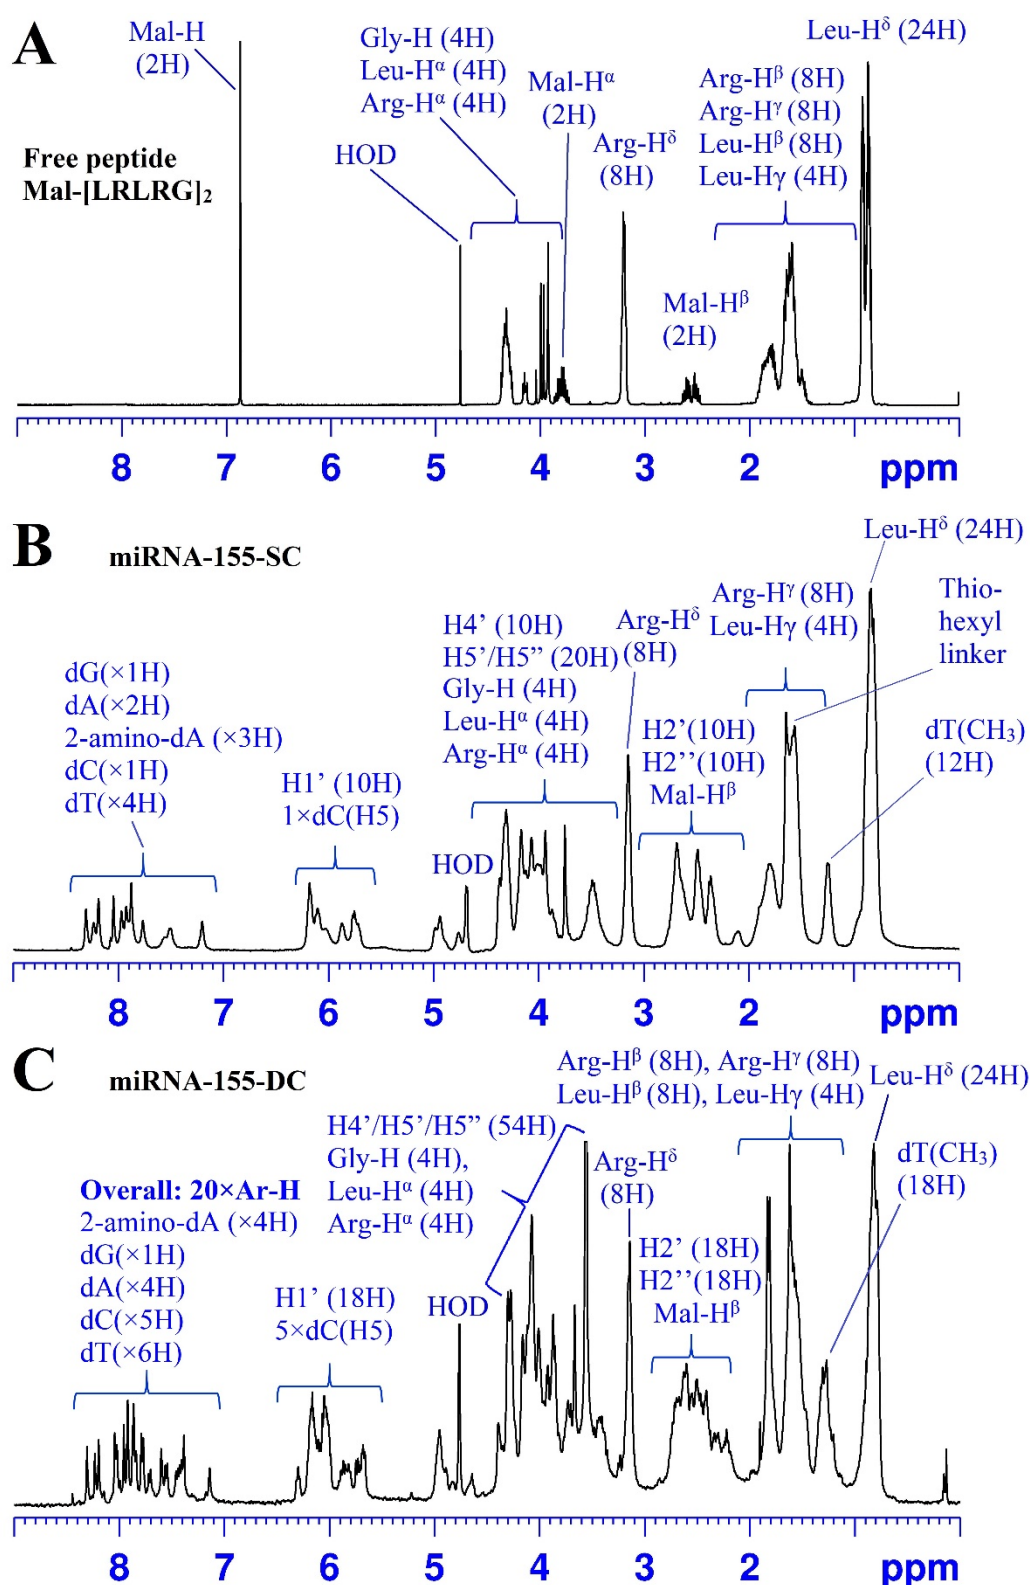 A
Mal-H
(2H)
Free peptide
Mal-[LRLRG]₂
HOD
Gly-H (4H)
Leu-Hᵅ (4H)
Arg-Hᵅ (4H)
Mal-Hᵅ
(2H)
Arg-Hᵟ
(8H)
Mal-Hᵝ
(2H)
Leu-Hᵟ (24H)
Arg-Hᵝ (8H)
Arg-Hᵞ (8H)
Leu-Hᵝ (8H)
Leu-Hγ (4H)
8 7 6 5 4 3 2 ppm
B
miRNA-155-SC
dG(×1H)
dA(×2H)
2-amino-dA (×3H)
dC(×1H)
dT(×4H)
H1’ (10H)
1×dC(H5)
HOD
H4’ (10H)
H5’/H5” (20H)
Gly-H (4H)
Leu-Hᵅ (4H)
Arg-Hᵅ (4H)
Arg-Hᵟ
(8H)
H2’(10H)
H2’’(10H)
Mal-Hᵝ
Arg-Hᵞ (8H)
Leu-Hγ (4H)
Leu-Hᵟ (24H)
Thio-
hexyl
linker
dT(CH₃)
(12H)
8 7 6 5 4 3 2 ppm
C
miRNA-155-DC
Overall: 20×Ar-H
2-amino-dA (×4H)
dG(×1H)
dA(×4H)
dC(×5H)
dT(×6H)
H1’ (18H)
5×dC(H5)
HOD
H4’/H5’/H5” (54H)
Gly-H (4H),
Leu-Hᵅ (4H)
Arg-Hᵅ (4H)
Arg-Hᵟ
(8H)
H2’ (18H)
H2’’(18H)
Mal-Hᵝ
Arg-Hᵝ (8H), Arg-Hᵞ (8H)
Leu-Hᵝ (8H), Leu-Hγ (4H)
Leu-Hᵟ (24H)
dT(CH₃)
(18H)
8 7 6 5 4 3 2 ppm